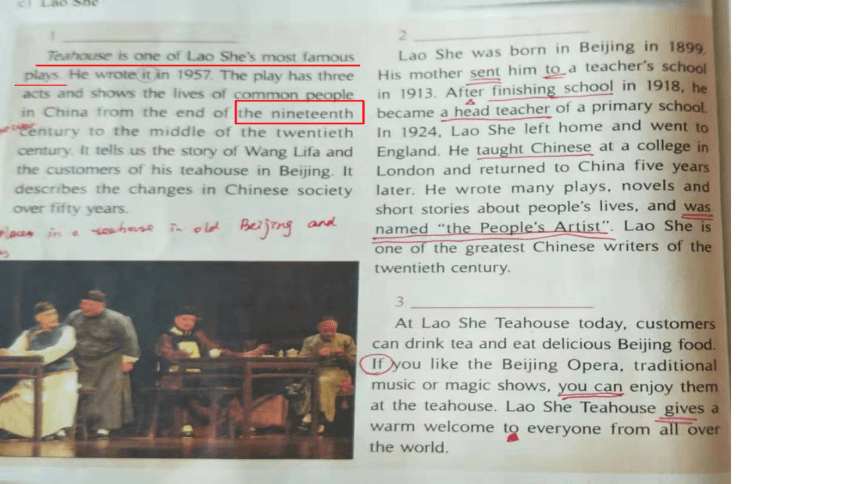 c) Lao She
1
Teahouse is one of Lao She's most famous
plays. He wrote it in 1957. The play has three
acts and shows the lives of common people
in China from the end of the nineteenth
century to the middle of the twentieth
century. It tells us the story of Wang Lifa and
the customers of his teahouse in Beijing. It
describes the changes in Chinese society
over fifty years.
in a teahouse in old Beijing and
2
Lao She was born in Beijing in 1899.
His mother sent him to a teacher's school
in 1913. After finishing school in 1918, he
became a head teacher of a primary school.
In 1924, Lao She left home and went to
England. He taught Chinese at a college in
London and returned to China five years
later. He wrote many plays, novels and
short stories about people's lives, and was
named "the People's Artist". Lao She is
one of the greatest Chinese writers of the
twentieth century.
3
At Lao She Teahouse today, customers
can drink tea and eat delicious Beijing food.
If you like the Beijing Opera, traditional
music or magic shows, you can enjoy them
at the teahouse. Lao She Teahouse gives a
warm welcome to everyone from all over
the world.